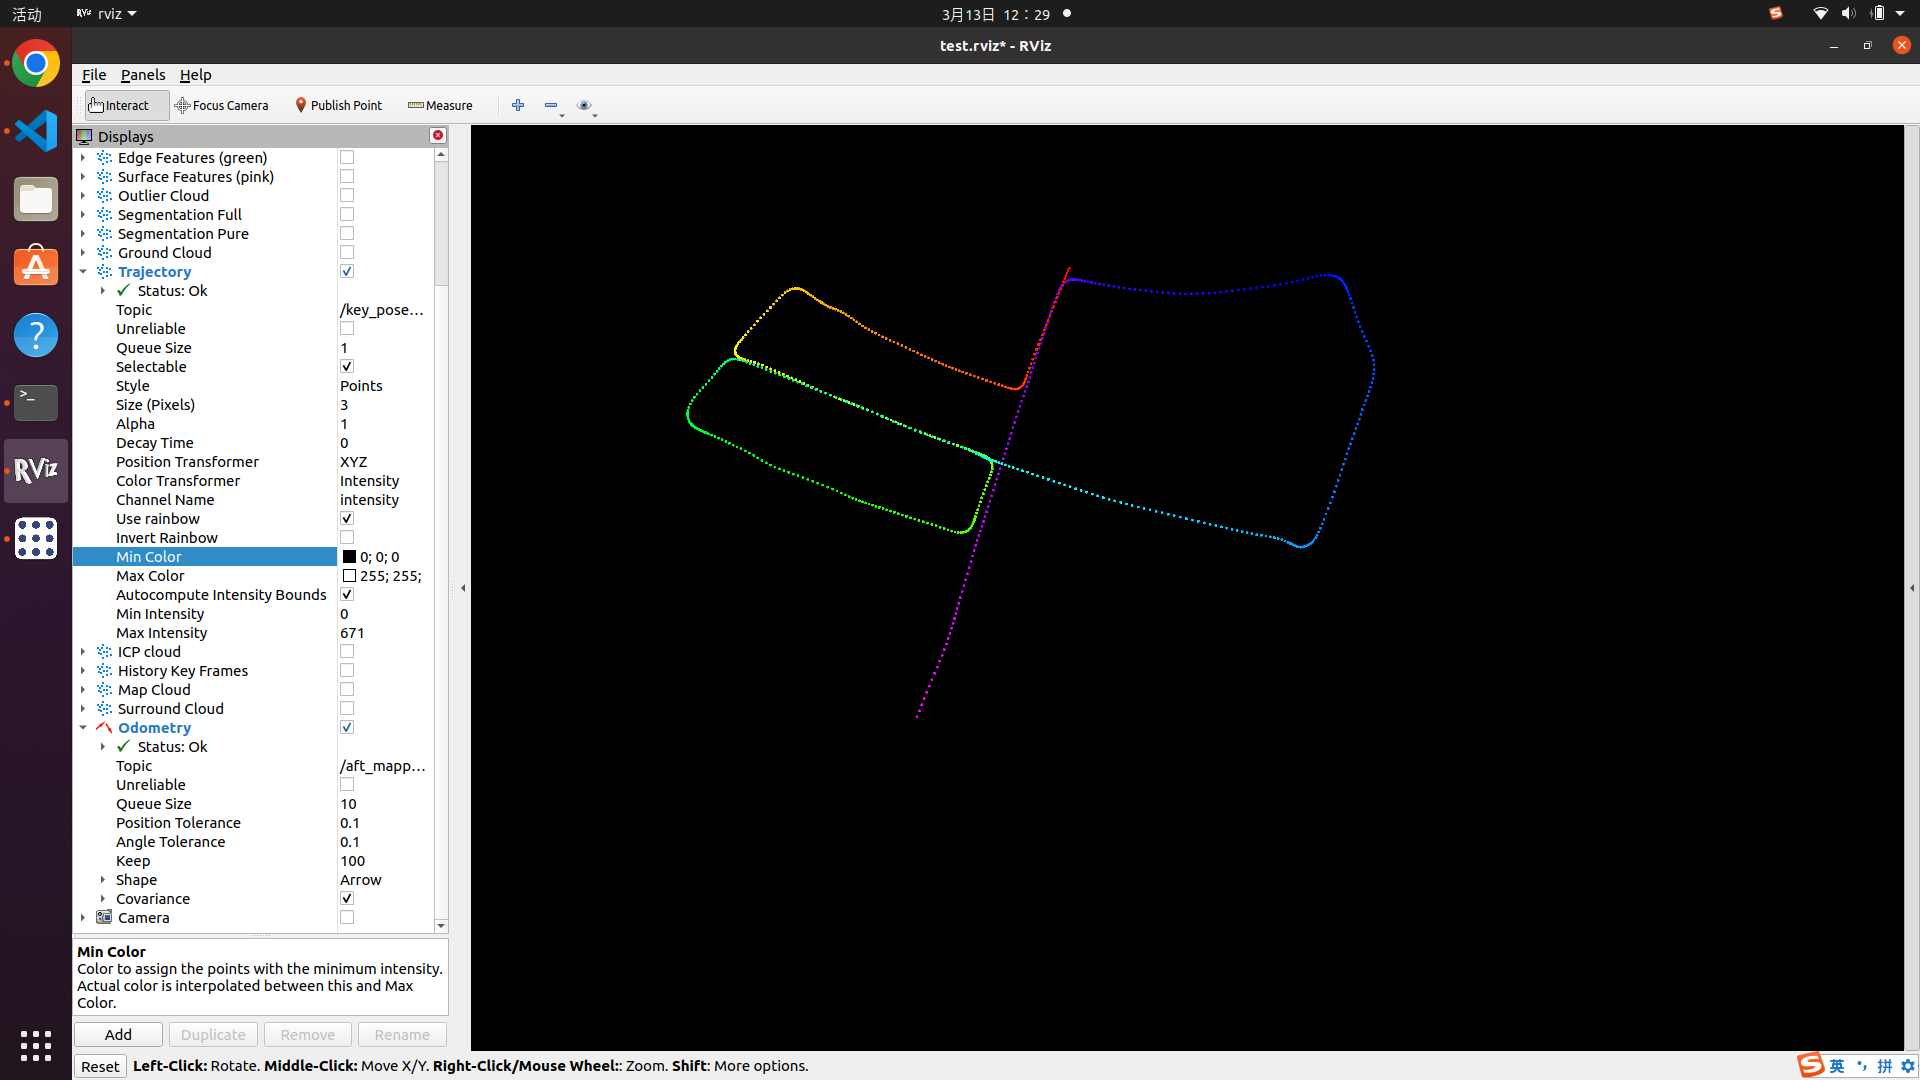 活动
RViz rviz
3月13日 12：29
test.rviz* - RViz
File Panels Help
Interact Focus Camera Publish Point Measure
Displays
Edge Features (green)
Surface Features (pink)
Outlier Cloud
Segmentation Full
Segmentation Pure
Ground Cloud
Trajectory
Status: Ok
Topic /key_pose…
Unreliable
Queue Size 1
Selectable
Style Points
Size (Pixels) 3
Alpha 1
Decay Time 0
Position Transformer XYZ
Color Transformer Intensity
Channel Name intensity
Use rainbow
Invert Rainbow
Min Color 0; 0; 0
Max Color 255; 255;
Autocompute Intensity Bounds
Min Intensity 0
Max Intensity 671
ICP cloud
History Key Frames
Map Cloud
Surround Cloud
Odometry
Status: Ok
Topic /aft_mapp…
Unreliable
Queue Size 10
Position Tolerance 0.1
Angle Tolerance 0.1
Keep 100
Shape Arrow
Covariance
Camera
Min Color
Color to assign the points with the minimum intensity.
Actual color is interpolated between this and Max
Color.
Add Duplicate Remove Rename
Reset Left-Click: Rotate. Middle-Click: Move X/Y. Right-Click/Mouse Wheel:: Zoom. Shift: More options.
RViz
S 英 拼